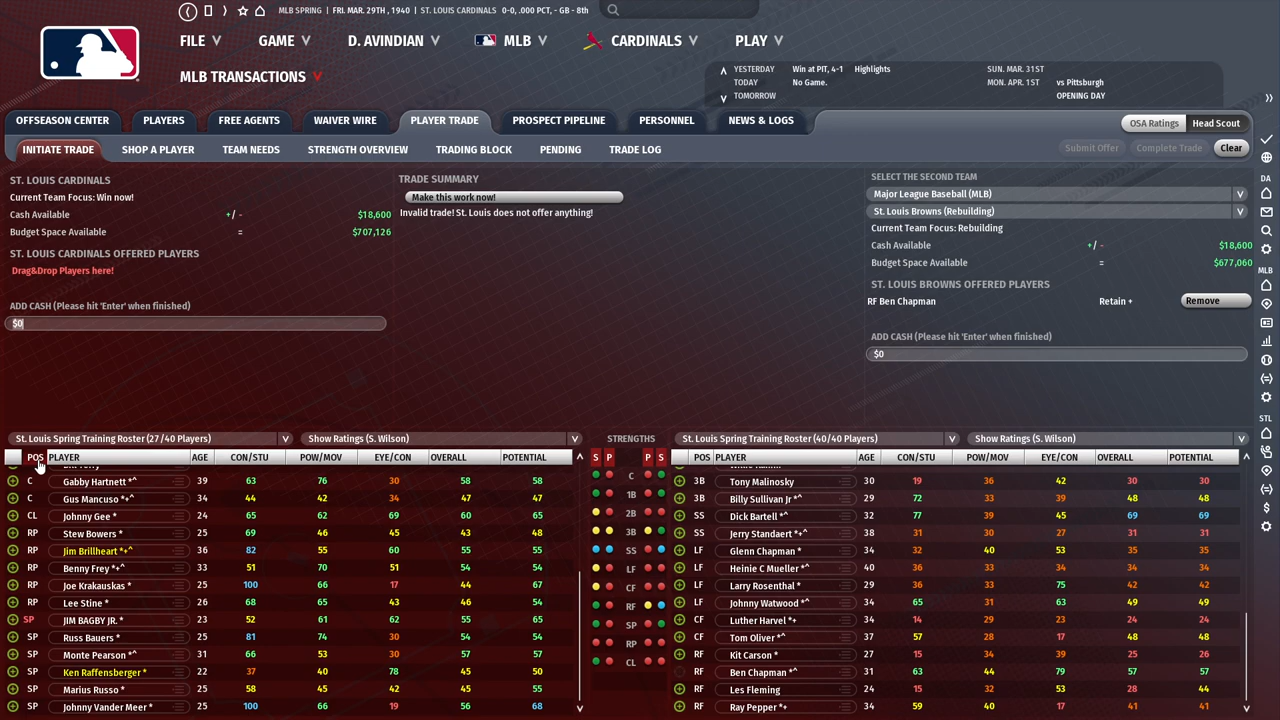 MLB SPRING | FRI. MAR. 29TH , 1940 | ST. LOUIS CARDINALS 0-0, .000 PCT, - GB - 8th
FILE GAME D. AVINDIAN MLB CARDINALS PLAY
MLB TRANSACTIONS
YESTERDAY Win at PIT, 4-1 Highlights SUN. MAR. 31ST
TODAY No Game. MON. APR. 1ST vs Pittsburgh
TOMORROW OPENING DAY
OFFSEASON CENTER PLAYERS FREE AGENTS WAIVER WIRE PLAYER TRADE PROSPECT PIPELINE PERSONNEL NEWS & LOGS OSA Ratings Head Scout
INITIATE TRADE SHOP A PLAYER TEAM NEEDS STRENGTH OVERVIEW TRADING BLOCK PENDING TRADE LOG Submit Offer Complete Trade Clear
ST. LOUIS CARDINALS
Current Team Focus: Win now!
Cash Available +/ - $18,600
Budget Space Available = $707,126
ST. LOUIS CARDINALS OFFERED PLAYERS
Drag&Drop Players here!
ADD CASH (Please hit 'Enter' when finished)
$0
TRADE SUMMARY
Make this work now!
Invalid trade! St. Louis does not offer anything!
SELECT THE SECOND TEAM
Major League Baseball (MLB)
St. Louis Browns (Rebuilding)
Current Team Focus: Rebuilding
Cash Available +/ - $18,600
Budget Space Available = $677,060
ST. LOUIS BROWNS OFFERED PLAYERS
RF Ben Chapman Retain + Remove
ADD CASH (Please hit 'Enter' when finished)
$0
DA
MLB
STL
St. Louis Spring Training Roster (27/40 Players) Show Ratings (S. Wilson)
POS PLAYER AGE CON/STU POW/MOV EYE/CON OVERALL POTENTIAL
C Gabby Hartnett *^ 39 63 76 30 58 58
C Gus Mancuso *+^ 34 44 42 34 47 47
CL Johnny Gee * 24 65 62 69 60 65
RP Stew Bowers * 25 69 46 45 43 48
RP Jim Brillheart *+^ 36 82 55 60 55 55
RP Benny Frey *+^ 33 51 70 51 54 54
RP Joe Krakauskas * 25 100 66 17 44 67
RP Lee Stine * 26 68 65 43 46 54
SP JIM BAGBY JR. * 23 52 61 62 55 65
SP Russ Bauers * 25 81 74 30 54 54
SP Monte Pearson *^ 31 66 53 30 57 57
SP Ken Raffensberger * 22 37 40 78 45 50
SP Marius Russo * 25 58 45 42 45 55
SP Johnny Vander Meer * 25 100 66 19 56 68
STRENGTHS
S P P S
C
1B
2B
3B
SS
LF
CF
RF
SP
RP
CL
St. Louis Spring Training Roster (40/40 Players) Show Ratings (S. Wilson)
POS PLAYER AGE CON/STU POW/MOV EYE/CON OVERALL POTENTIAL
3B Tony Malinosky 30 19 36 42 30 30
3B Billy Sullivan Jr *^ 29 72 33 39 48 48
SS Dick Bartell *^ 32 77 39 45 69 69
SS Jerry Standaert *+^ 38 31 30 27 31 31
LF Glenn Chapman * 34 32 40 53 35 35
LF Heinie C Mueller *^ 40 36 33 34 34 34
LF Larry Rosenthal * 29 36 33 75 42 42
LF Johnny Watwood *^ 34 65 31 63 49 49
CF Luther Harvel *+ 34 14 29 23 24 24
CF Tom Oliver *^ 37 57 28 17 48 48
RF Kit Carson * 27 15 34 39 25 26
RF Ben Chapman *^ 31 63 44 79 57 57
RF Les Fleming 24 15 32 53 28 44
RF Ray Pepper *+ 34 59 40 17 41 41